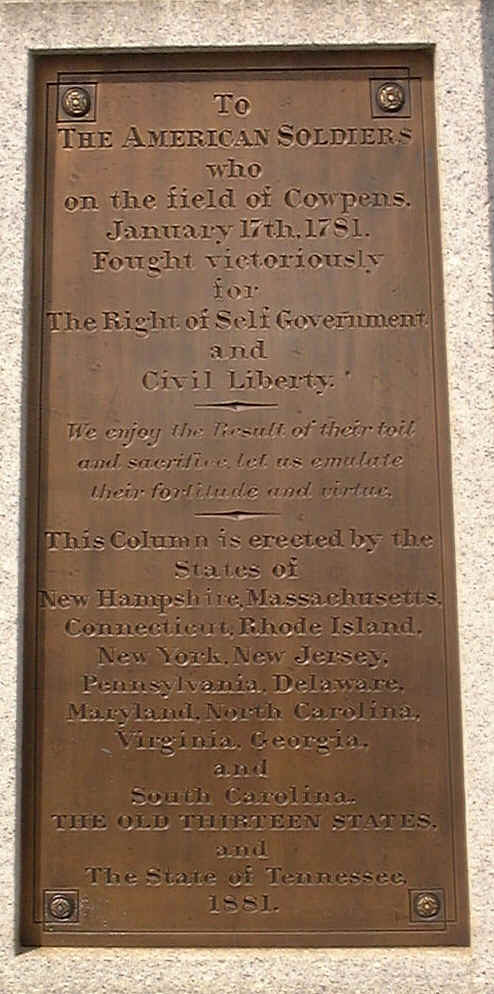 To
THE AMERICAN SOLDIERS
who
on the field of Cowpens.
January 17th, 1781.
Fought victoriously
for
The Right of Self Government
and
Civil Liberty.
We enjoy the Result of their toil
and sacrifice, let us emulate
their fortitude and virtue.
This Column is erected by the
States of
New Hampshire, Massachusetts,
Connecticut, Rhode Island,
New York, New Jersey,
Pennsylvania, Delaware,
Maryland, North Carolina,
Virginia, Georgia,
and
South Carolina.
THE OLD THIRTEEN STATES,
and
The State of Tennessee,
1881.